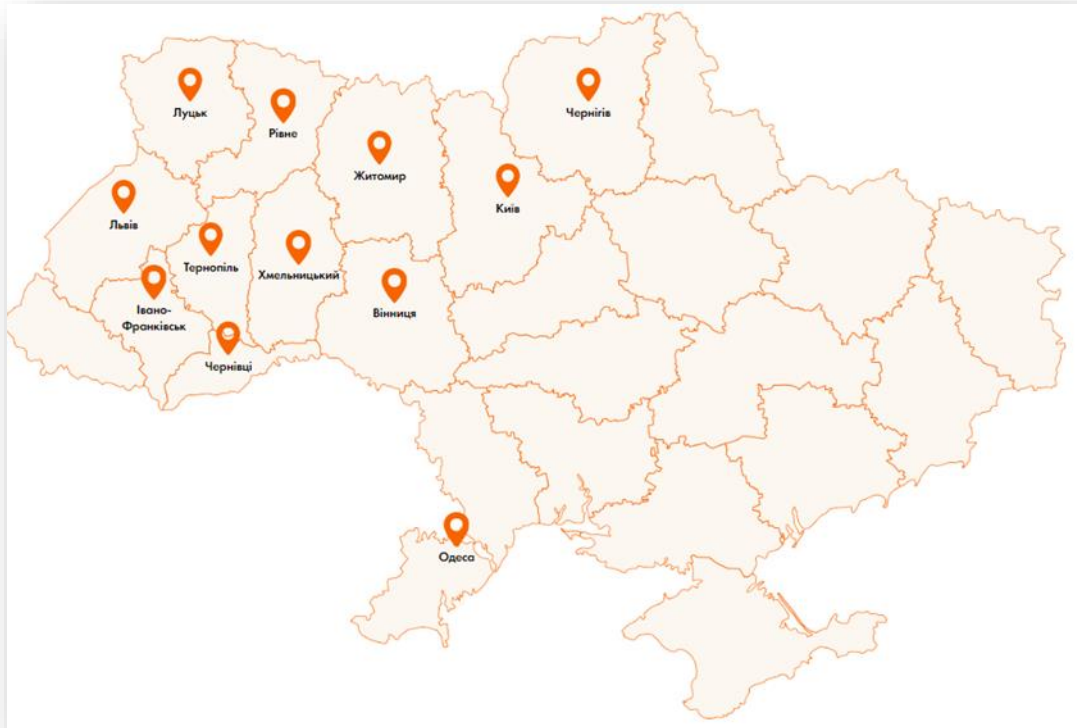 Луцьк
Рівне
Чернігів
Житомир
Київ
Львів
Тернопіль
Хмельницький
Івано-
Франківськ
Вінниця
Чернівці
Одеса